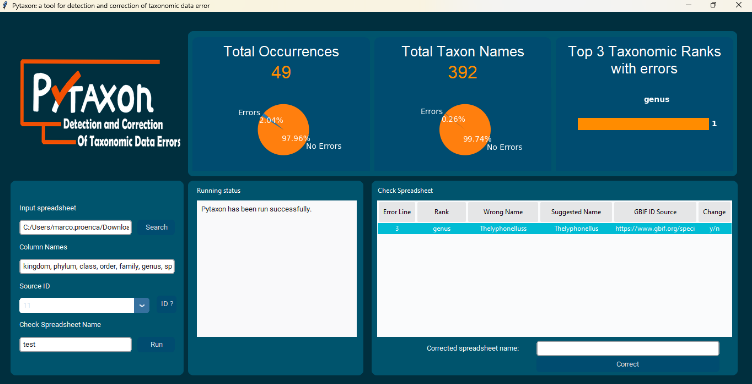 Pytaxon: a tool for detection and correction of taxonomic data error
PyTaxon
Detection and Correction
Of Taxonomic Data Errors
Total Occurrences
49
Errors
2.04%
97.96%
No Errors
Total Taxon Names
392
Errors
0.26%
99.74%
No Errors
Top 3 Taxonomic Ranks
with errors
genus
1
Input spreadsheet
C:/Users/marco.proenca/Downloa
Search
Column Names
kingdom, phylum, class, order, family, genus, sp
Source ID
11
ID ?
Check Spreadsheet Name
test
Run
Running status
Pytaxon has been run successfully.
Check Spreadsheet
Error Line Rank Wrong Name Suggested Name GBIF ID Source Change
3 genus Thelyphonelluss Thelyphonellus https://www.gbif.org/speci y/n
Corrected spreadsheet name:
Correct